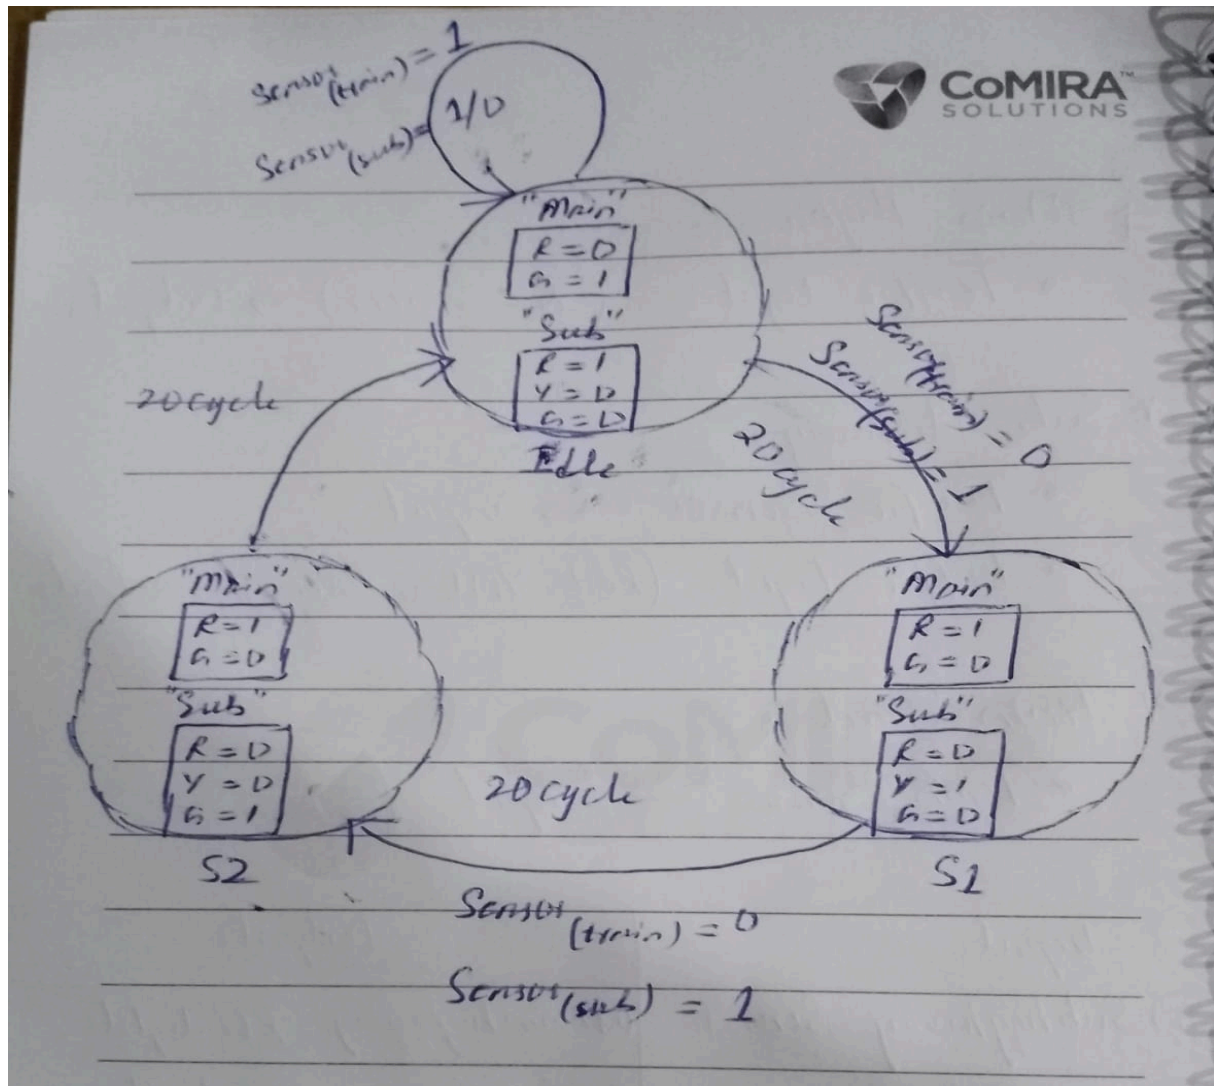 Sensor (train) = 1
Sensor (sub) = 1/0
CoMIRA™
SOLUTIONS
"Main"
R = 0
G = 1
"Sub"
R = 1
Y = 0
G = 0
Idle
20 cycle
Sensor (train) = 0
Sensor (sub) = 1
20 cycle
"Main"
R = 1
G = 0
"Sub"
R = 0
Y = 0
G = 1
S2
"Main"
R = 1
G = 0
"Sub"
R = 0
Y = 1
G = 0
S1
20 cycle
Sensor (train) = 0
Sensor (sub) = 1